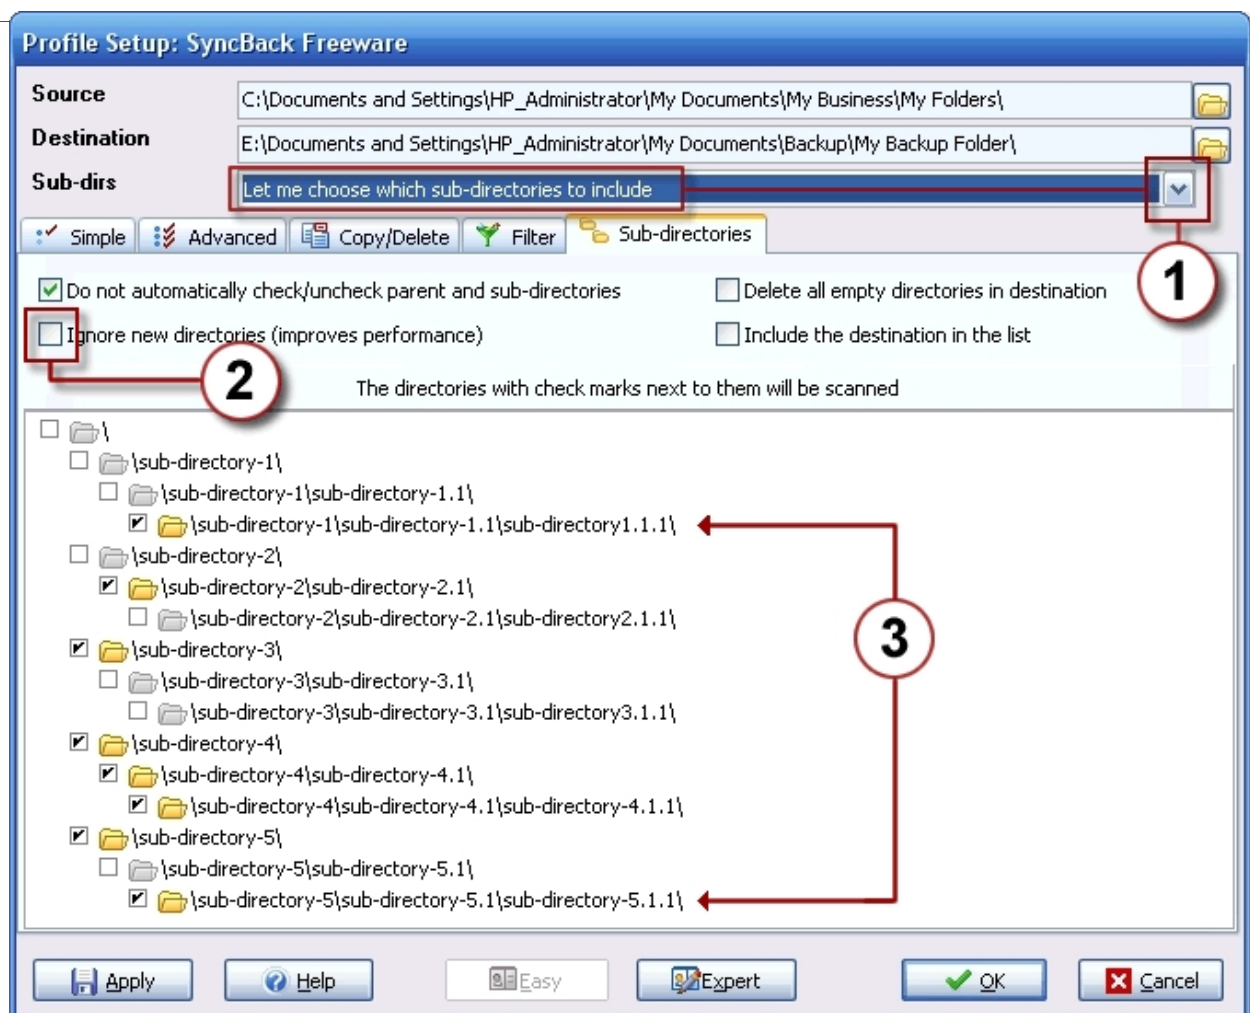 Profile Setup: SyncBack Freeware
Source C:\Documents and Settings\HP_Administrator\My Documents\My Business\My Folders\
Destination E:\Documents and Settings\HP_Administrator\My Documents\Backup\My Backup Folder\
Sub-dirs Let me choose which sub-directories to include
Simple Advanced Copy/Delete Filter Sub-directories
1
Do not automatically check/uncheck parent and sub-directories Delete all empty directories in destination
Ignore new directories (improves performance) Include the destination in the list
2
The directories with check marks next to them will be scanned
\
\sub-directory-1\
\sub-directory-1\sub-directory-1.1\
\sub-directory-1\sub-directory-1.1\sub-directory1.1.1\
\sub-directory-2\
\sub-directory-2\sub-directory-2.1\
\sub-directory-2\sub-directory-2.1\sub-directory2.1.1\
3
\sub-directory-3\
\sub-directory-3\sub-directory-3.1\
\sub-directory-3\sub-directory-3.1\sub-directory3.1.1\
\sub-directory-4\
\sub-directory-4\sub-directory-4.1\
\sub-directory-4\sub-directory-4.1\sub-directory-4.1.1\
\sub-directory-5\
\sub-directory-5\sub-directory-5.1\
\sub-directory-5\sub-directory-5.1\sub-directory-5.1.1\
Apply Help Easy Expert OK Cancel